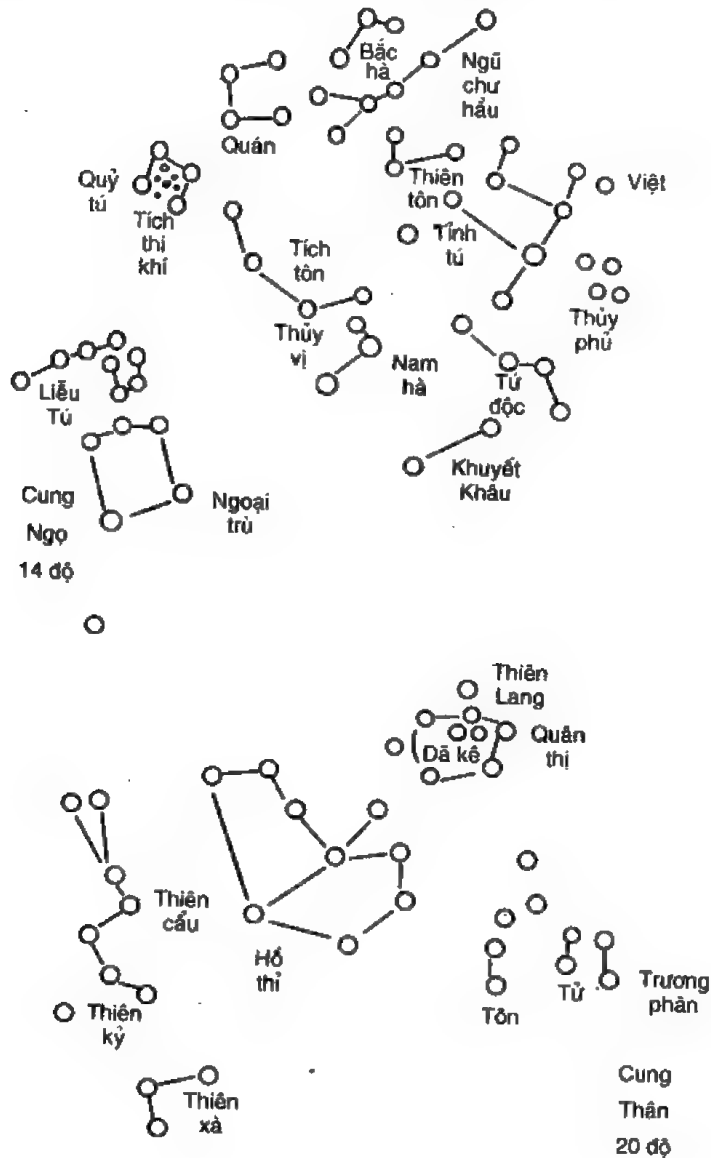 Bắc
hà
Ngũ
chư
hẩu
Quán
Quỷ
tú
Tích
thi
khí
Thiên
tôn
Việt
Tỉnh
tú
Tích
tôn
Thủy
vị
Thủy
phủ
Nam
hà
Tứ
độc
Liễu
Tú
Khuyết
Khâu
Cung
Ngọ
14 độ
Ngoại
trù
Thiên
Lang
Dã kê
Quân
thị
Thiên
cẩu
Hồ
thỉ
Thiên
kỷ
Tôn
Tử
Trương
phàn
Thiên
xà
Cung
Thân
20 độ